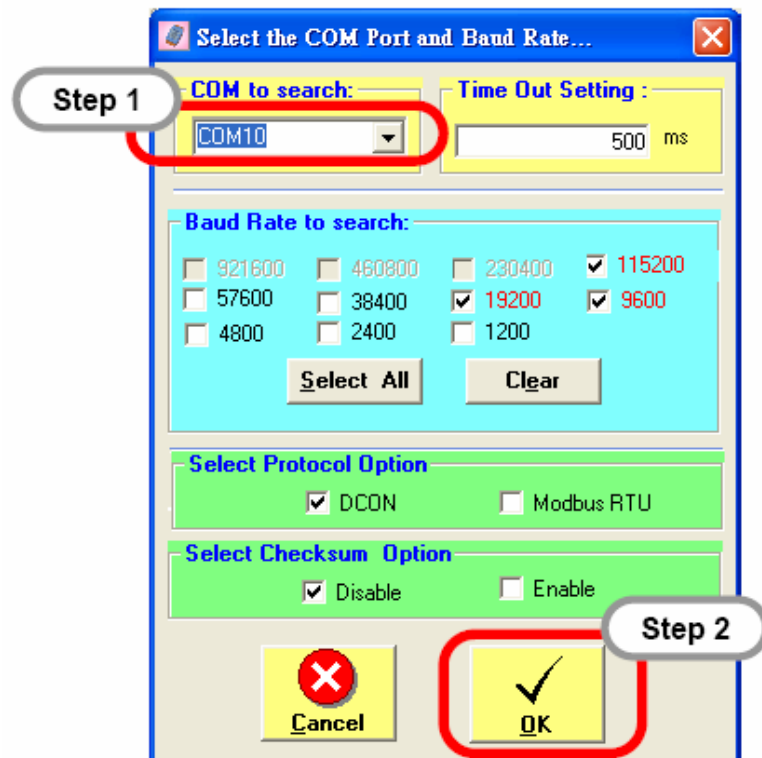 Select the COM Port and Baud Rate...
Step 1
COM to search:
Time Out Setting :
COM10
500 ms
Baud Rate to search:
921600 460800 230400 115200
57600 38400 19200 9600
4800 2400 1200
Select All Clear
Select Protocol Option
DCON Modbus RTU
Select Checksum Option
Disable Enable
Step 2
Cancel OK